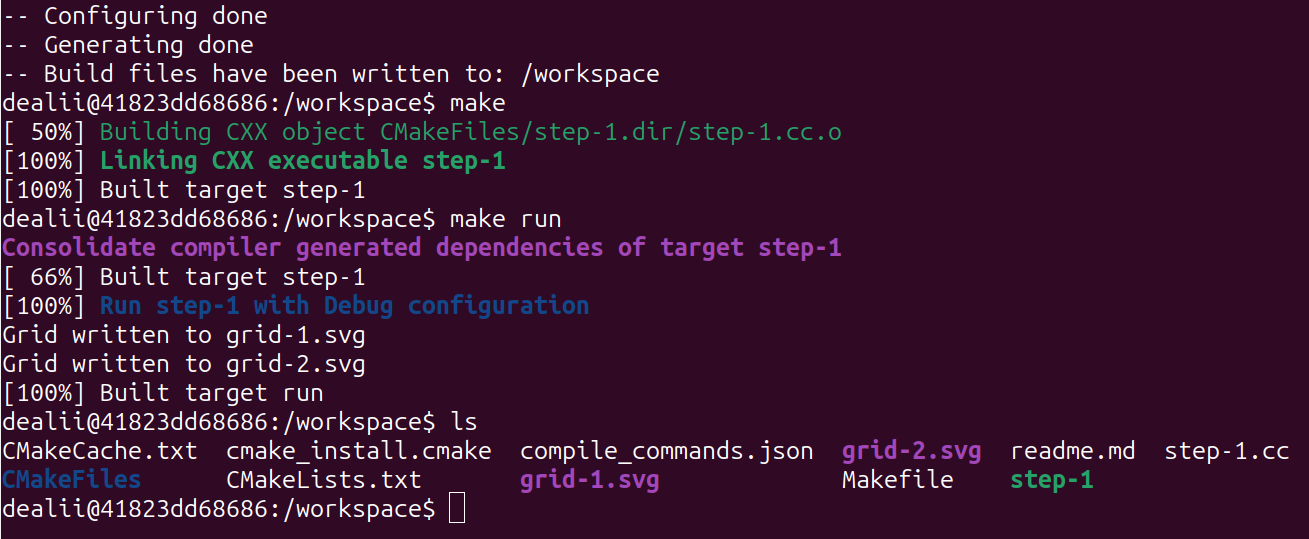 -- Configuring done
-- Generating done
-- Build files have been written to: /workspace
dealii@41823dd68686:/workspace$ make
[ 50%] Building CXX object CMakeFiles/step-1.dir/step-1.cc.o
[100%] Linking CXX executable step-1
[100%] Built target step-1
dealii@41823dd68686:/workspace$ make run
Consolidate compiler generated dependencies of target step-1
[ 66%] Built target step-1
[100%] Run step-1 with Debug configuration
Grid written to grid-1.svg
Grid written to grid-2.svg
[100%] Built target run
dealii@41823dd68686:/workspace$ ls
CMakeCache.txt  cmake_install.cmake  compile_commands.json  grid-2.svg  readme.md  step-1.cc
CMakeFiles      CMakeLists.txt       grid-1.svg             Makefile    step-1
dealii@41823dd68686:/workspace$